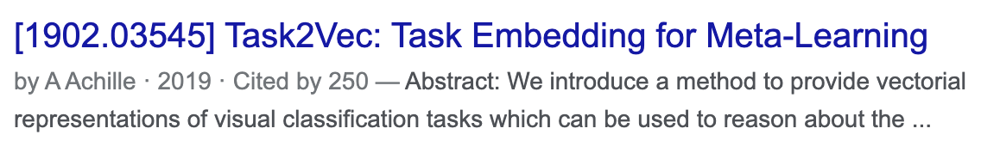 [1902.03545] Task2Vec: Task Embedding for Meta-Learning
by A Achille · 2019 · Cited by 250 — Abstract: We introduce a method to provide vectorial
representations of visual classification tasks which can be used to reason about the ...